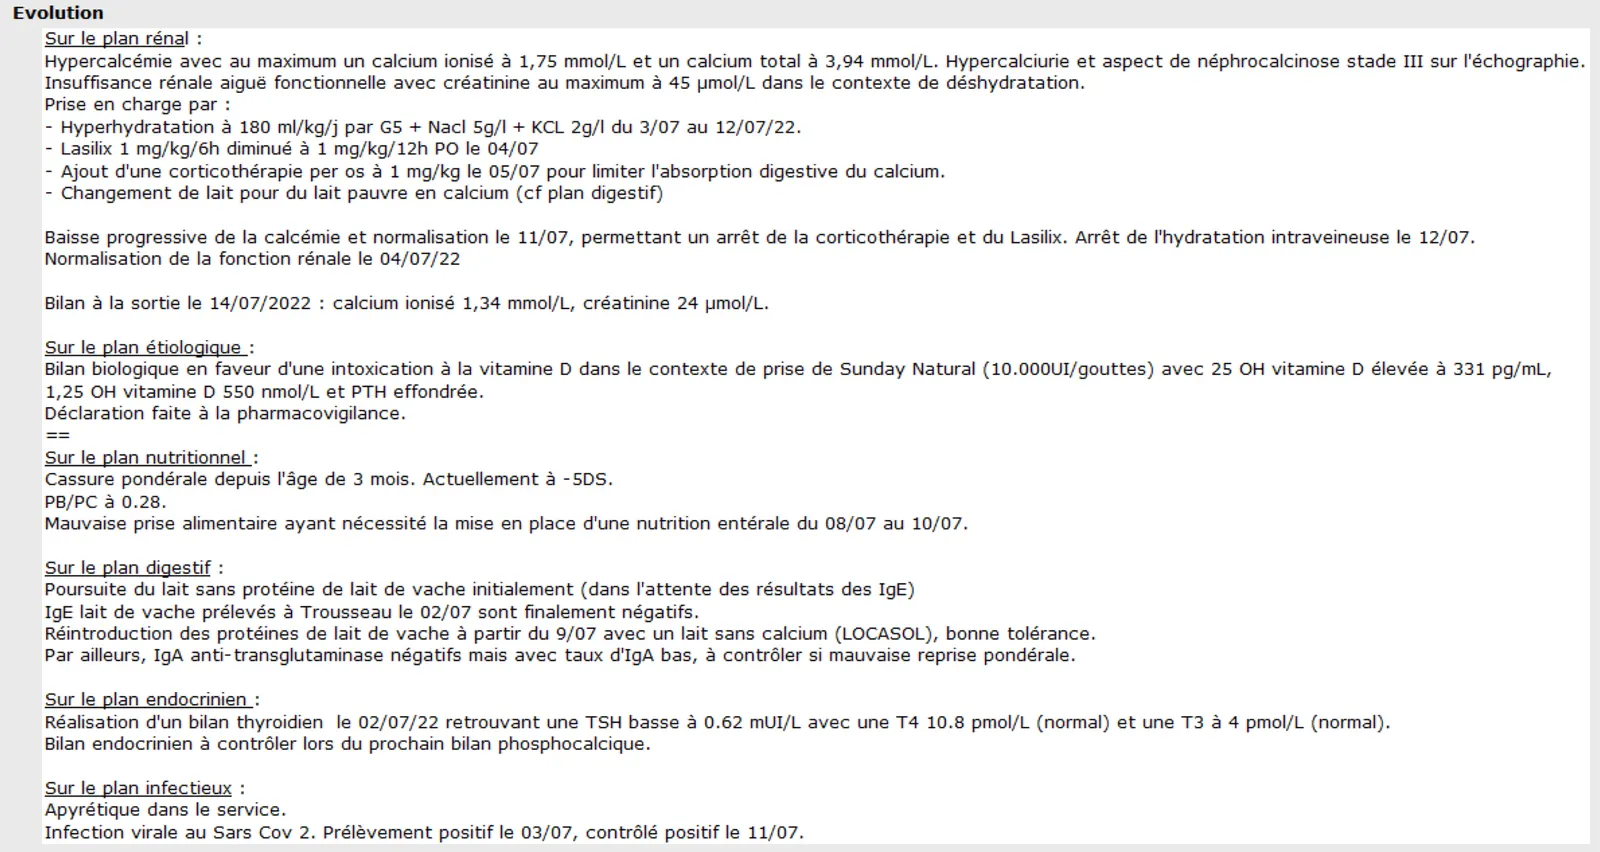 Evolution
Sur le plan rénal :
Hypercalcémie avec au maximum un calcium ionisé à 1,75 mmol/L et un calcium total à 3,94 mmol/L. Hypercalciurie et aspect de néphrocalcinose stade III sur l'échographie.
Insuffisance rénale aiguë fonctionnelle avec créatinine au maximum à 45 µmol/L dans le contexte de déshydratation.
Prise en charge par :
- Hyperhydratation à 180 ml/kg/j par G5 + Nacl 5g/l + KCL 2g/l du 3/07 au 12/07/22.
- Lasilix 1 mg/kg/6h diminué à 1 mg/kg/12h PO le 04/07
- Ajout d'une corticothérapie per os à 1 mg/kg le 05/07 pour limiter l'absorption digestive du calcium.
- Changement de lait pour du lait pauvre en calcium (cf plan digestif)
Baisse progressive de la calcémie et normalisation le 11/07, permettant un arrêt de la corticothérapie et du Lasilix. Arrêt de l'hydratation intraveineuse le 12/07.
Normalisation de la fonction rénale le 04/07/22
Bilan à la sortie le 14/07/2022 : calcium ionisé 1,34 mmol/L, créatinine 24 µmol/L.
Sur le plan étiologique :
Bilan biologique en faveur d'une intoxication à la vitamine D dans le contexte de prise de Sunday Natural (10.000UI/gouttes) avec 25 OH vitamine D élevée à 331 pg/mL,
1,25 OH vitamine D 550 nmol/L et PTH effondrée.
Déclaration faite à la pharmacovigilance.
==
Sur le plan nutritionnel :
Cassure pondérale depuis l'âge de 3 mois. Actuellement à -5DS.
PB/PC à 0.28.
Mauvaise prise alimentaire ayant nécessité la mise en place d'une nutrition entérale du 08/07 au 10/07.
Sur le plan digestif :
Poursuite du lait sans protéine de lait de vache initialement (dans l'attente des résultats des IgE)
IgE lait de vache prélevés à Trousseau le 02/07 sont finalement négatifs.
Réintroduction des protéines de lait de vache à partir du 9/07 avec un lait sans calcium (LOCASOL), bonne tolérance.
Par ailleurs, IgA anti-transglutaminase négatifs mais avec taux d'IgA bas, à contrôler si mauvaise reprise pondérale.
Sur le plan endocrinien :
Réalisation d'un bilan thyroidien  le 02/07/22 retrouvant une TSH basse à 0.62 mUI/L avec une T4 10.8 pmol/L (normal) et une T3 à 4 pmol/L (normal).
Bilan endocrinien à contrôler lors du prochain bilan phosphocalcique.
Sur le plan infectieux :
Apyrétique dans le service.
Infection virale au Sars Cov 2. Prélèvement positif le 03/07, contrôlé positif le 11/07.